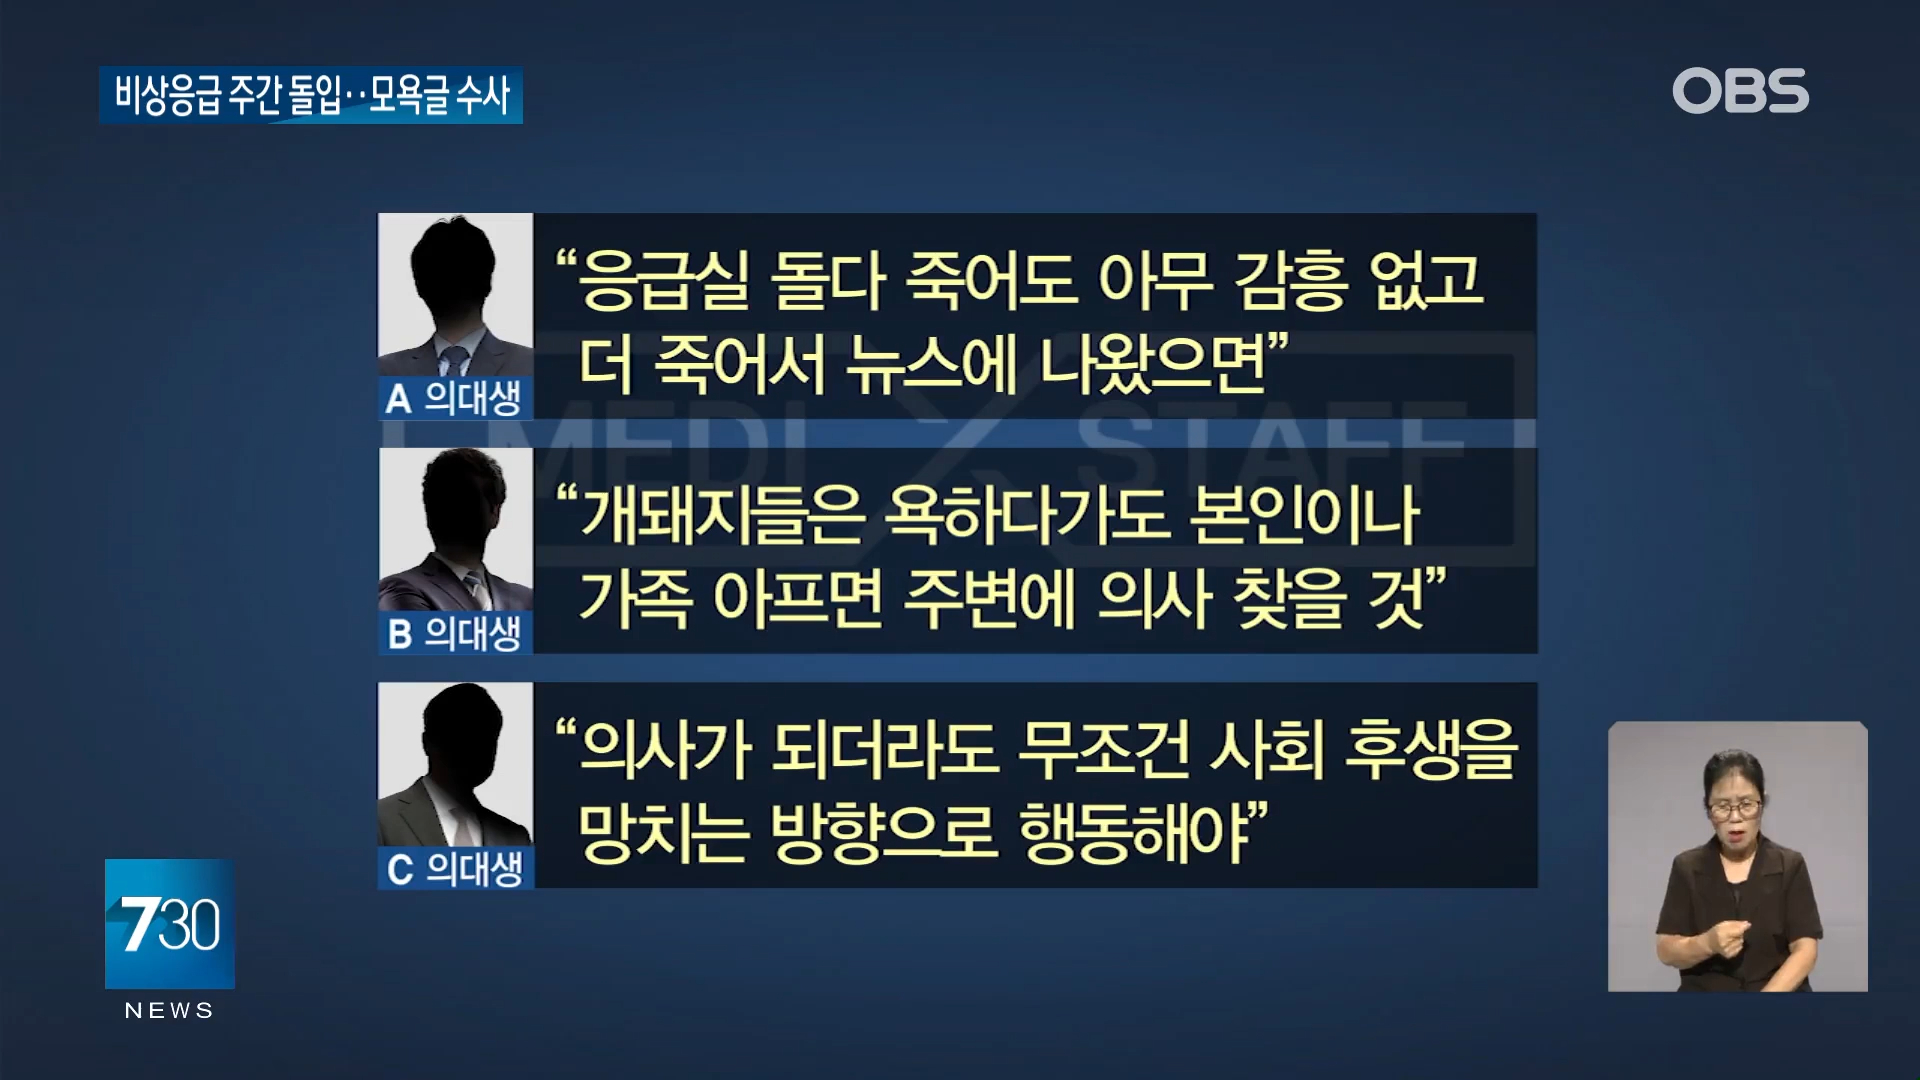 비상응급 주간 돌입‥모욕글 수사
OBS
“응급실 돌다 죽어도 아무 감흥 없고
더 죽어서 뉴스에 나왔으면”
A 의대생
MEDI STAFF
“개돼지들은 욕하다가도 본인이나
가족 아프면 주변에 의사 찾을 것”
B 의대생
“의사가 되더라도 무조건 사회 후생을
망치는 방향으로 행동해야”
C 의대생
730
NEWS